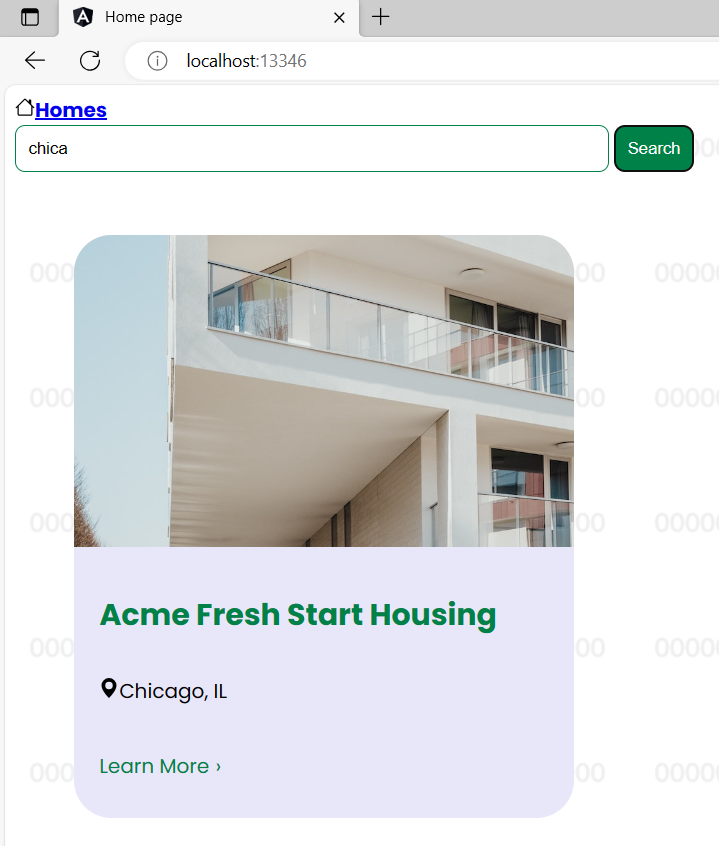 Home page
localhost:13346
Homes
chica
Search
Acme Fresh Start Housing
Chicago, IL
Learn More ›